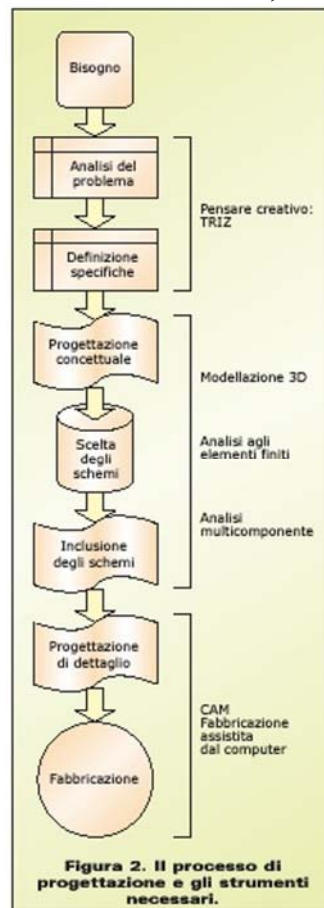 Bisogno
Analisi del
problema
Definizione
specifiche
Pensare creativo:
TRIZ
Progettazione
concettuale
Scelta
degli
schemi
Inclusione
degli schemi
Modellazione 3D
Analisi agli
elementi finiti
Analisi
multicomponente
Progettazione
di dettaglio
Fabbricazione
CAM
Fabbricazione
assistita
dal computer
Figura 2. Il processo di
progettazione e gli strumenti
necessari.